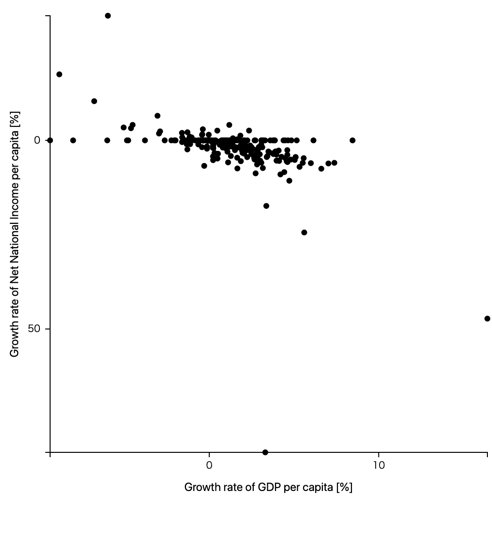 Growth rate of Net National Income per capita [%]
0
50
0
10
Growth rate of GDP per capita [%]